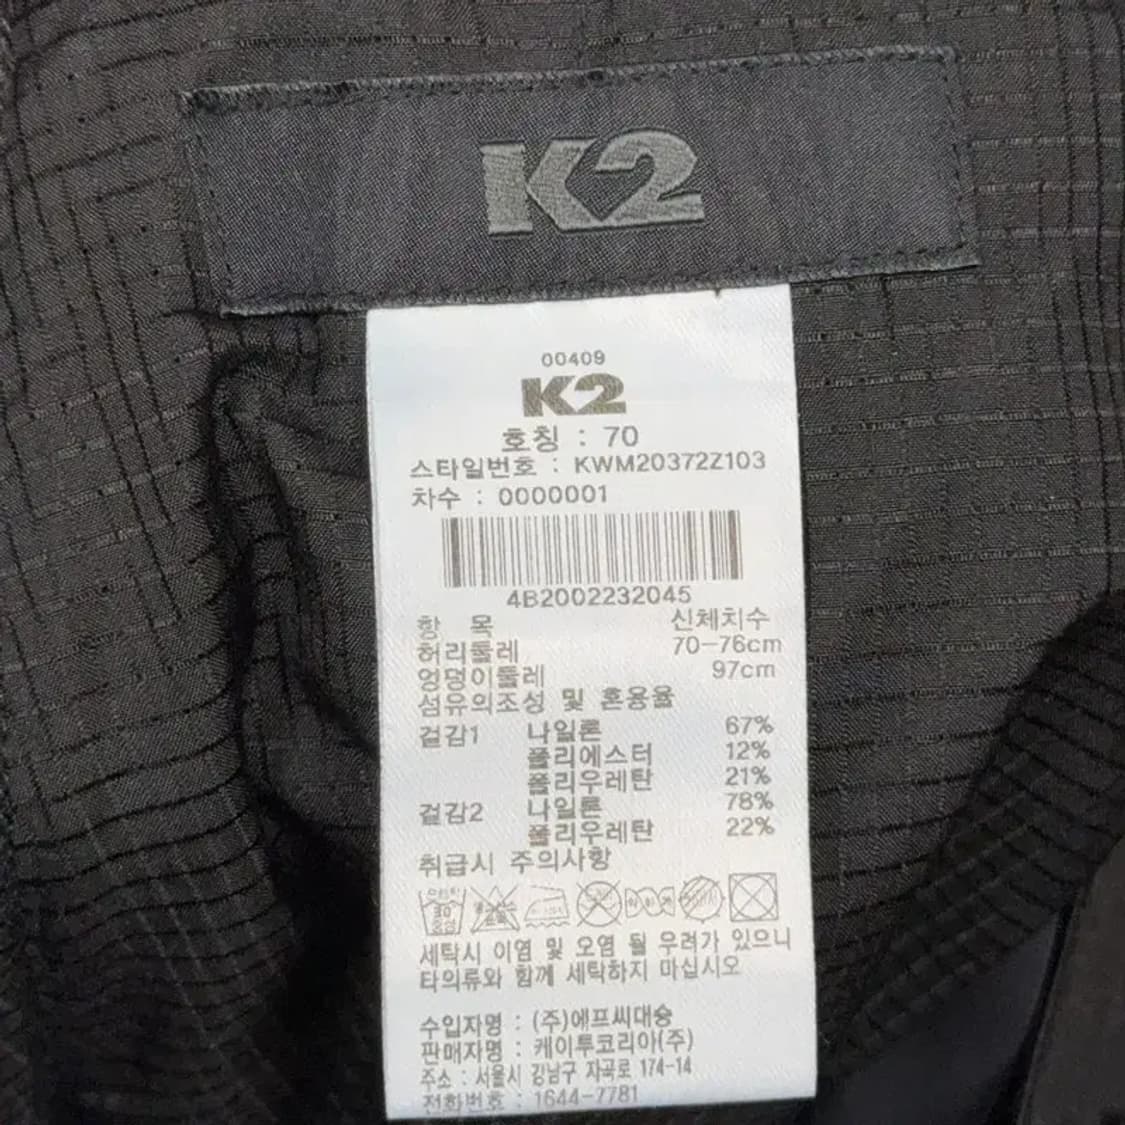 K2
00409
K2
호칭 : 70
스타일번호 : KWM20372Z103
차수 : 0000001
4B2002232045
항 목 신체치수
허리둘레 70-76cm
엉덩이둘레 97cm
섬유의조성 및 혼용율
겉감1 나일론 67%
폴리에스터 12%
폴리우레탄 21%
겉감2 나일론 78%
폴리우레탄 22%
취급시 주의사항
30
중성
세탁시 이염 및 오염 될 우려가 있으니
타의류와 함께 세탁하지 마십시오
수입자명 : (주)에프씨대승
판매자명 : 케이투코리아(주)
주소 : 서울시 강남구 자곡로 174-14
전화번호 : 1644-7781